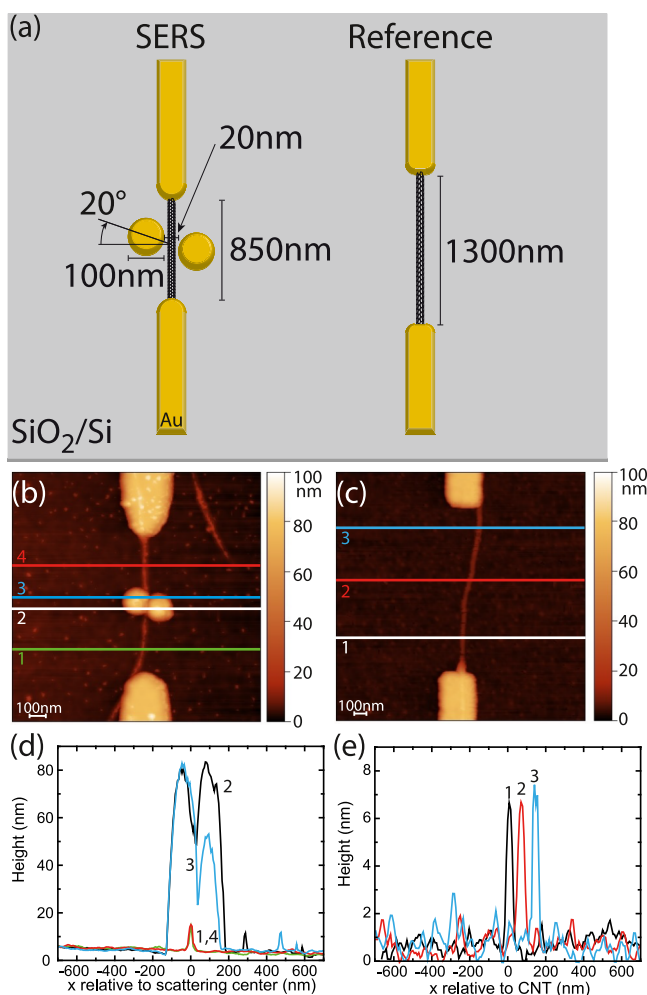 (a)
SERS
Reference
20nm
20°
850nm
1300nm
100nm
Au
SiO2/Si
(b)
100
nm
80
60
40
20
0
4
3
2
1
100nm
(c)
100
nm
80
60
40
20
0
3
2
1
100nm
(d)
80
60
40
20
0
Height (nm)
2
3
1,4
-600 -400 -200 0 200 400 600
x relative to scattering center (nm)
(e)
8
6
4
2
0
Height (nm)
1 2 3
-600 -400 -200 0 200 400 600
x relative to CNT (nm)